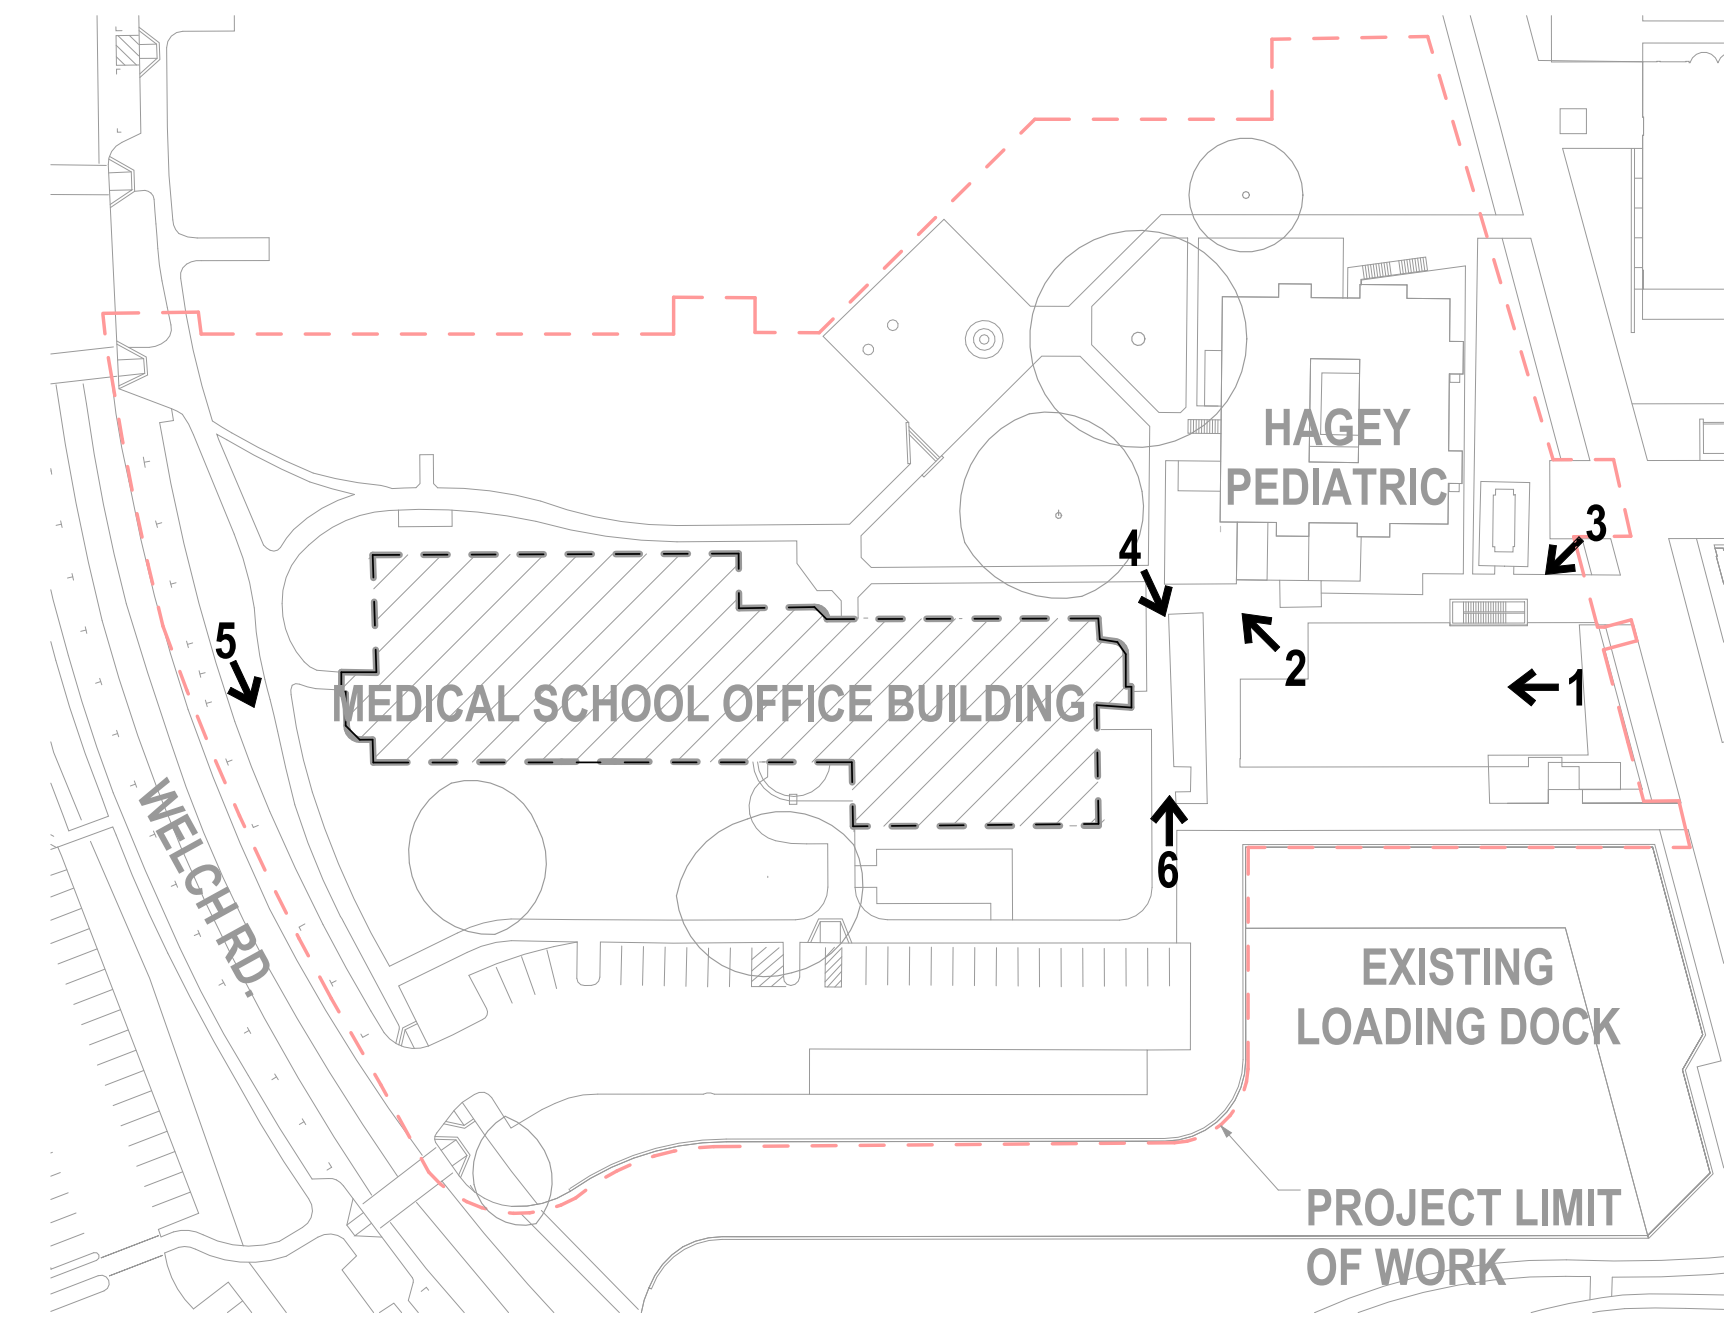 HAGEY
PEDIATRIC
3
4
5
2
1
MEDICAL SCHOOL OFFICE BUILDING
6
WELCH RD.
EXISTING
LOADING DOCK
PROJECT LIMIT
OF WORK